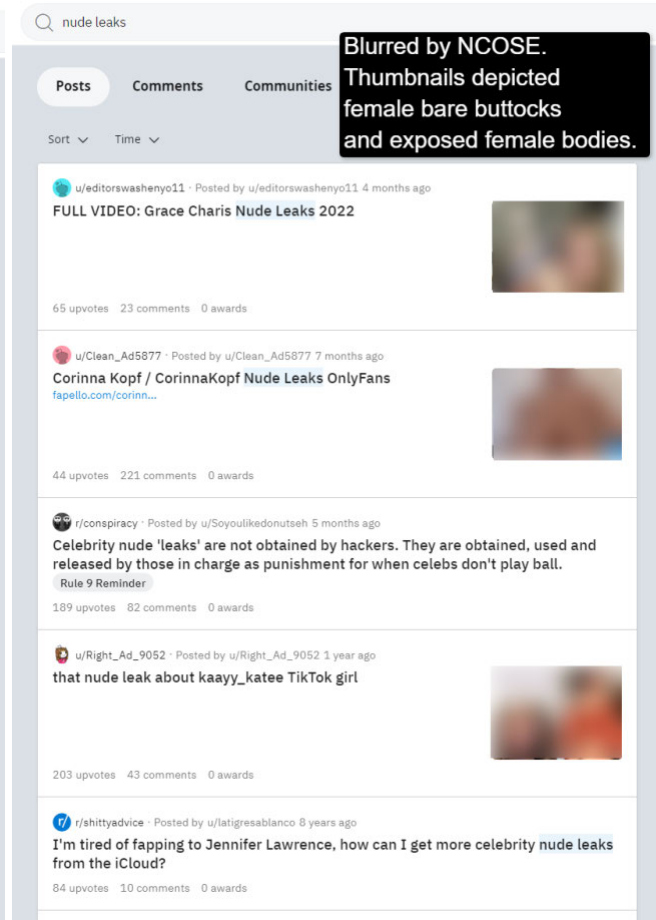 nude leaks
Blurred by NCOSE.
Thumbnails depicted
female bare buttocks
and exposed female bodies.
Posts Comments Communities
Sort Time
u/editorswashenyo11 · Posted by u/editorswashenyo11 4 months ago
FULL VIDEO: Grace Charis Nude Leaks 2022
65 upvotes 23 comments 0 awards
u/Clean_Ad5877 · Posted by u/Clean_Ad5877 7 months ago
Corinna Kopf / CorinnaKopf Nude Leaks OnlyFans
fapello.com/corinn...
44 upvotes 221 comments 0 awards
r/conspiracy · Posted by u/Soyoulikedonutseh 5 months ago
Celebrity nude 'leaks' are not obtained by hackers. They are obtained, used and
released by those in charge as punishment for when celebs don't play ball.
Rule 9 Reminder
189 upvotes 82 comments 0 awards
u/Right_Ad_9052 · Posted by u/Right_Ad_9052 1 year ago
that nude leak about kaayy_katee TikTok girl
203 upvotes 43 comments 0 awards
r/shittyadvice · Posted by u/latigresablanco 8 years ago
I'm tired of fapping to Jennifer Lawrence, how can I get more celebrity nude leaks
from the iCloud?
84 upvotes 10 comments 0 awards